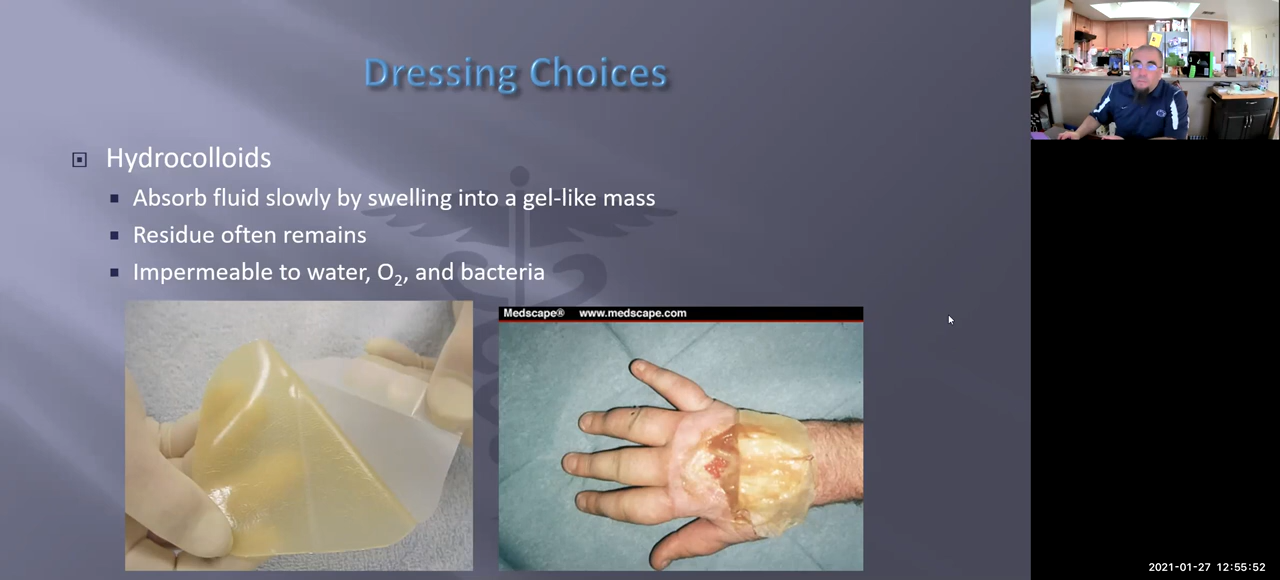 Dressing Choices
Hydrocolloids
Absorb fluid slowly by swelling into a gel-like mass
Residue often remains
Impermeable to water, O₂, and bacteria
Medscape® www.medscape.com
2021-01-27 12:55:52